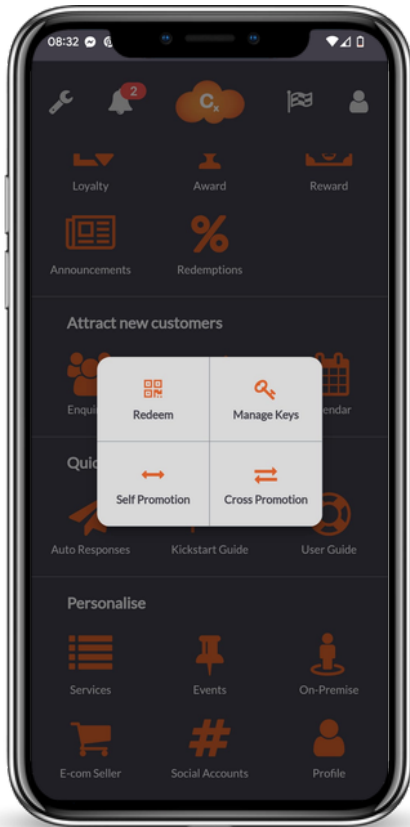 08:32
2
Cx
Loyalty Award Reward
Announcements Redemptions
Attract new customers
Redeem Manage Keys
Self Promotion Cross Promotion
Auto Responses Kickstart Guide User Guide
Personalise
Services Events On-Premise
E-com Seller Social Accounts Profile